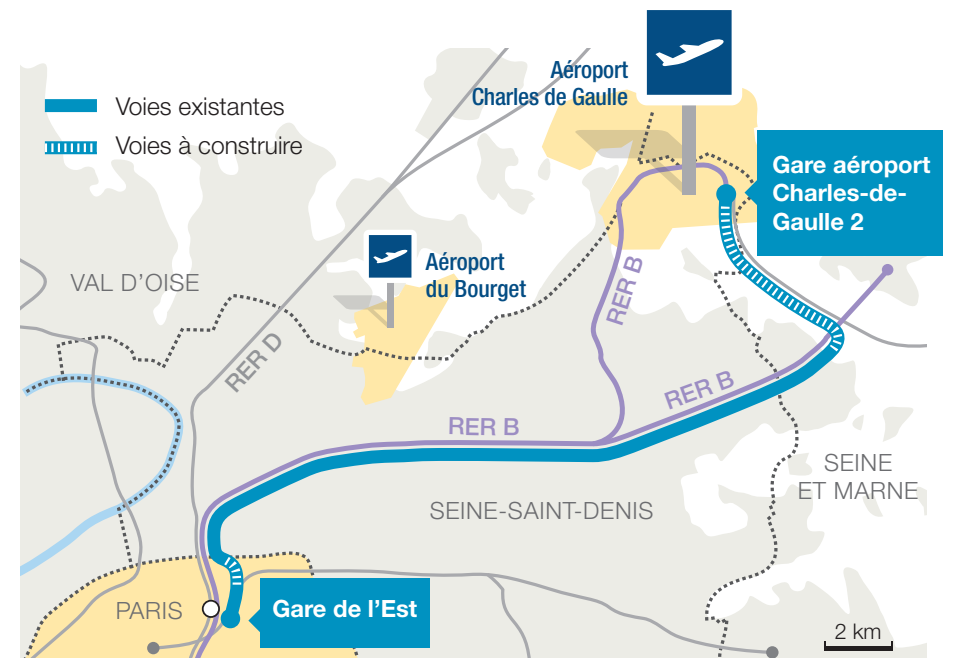 Aéroport
Charles de Gaulle
Voies existantes
Voies à construire
Gare aéroport
Charles-de-
Gaulle 2
Aéroport
du Bourget
VAL D’OISE
RER B
RER D
RER B
RER B
SEINE
ET MARNE
SEINE-SAINT-DENIS
PARIS
Gare de l’Est
2 km